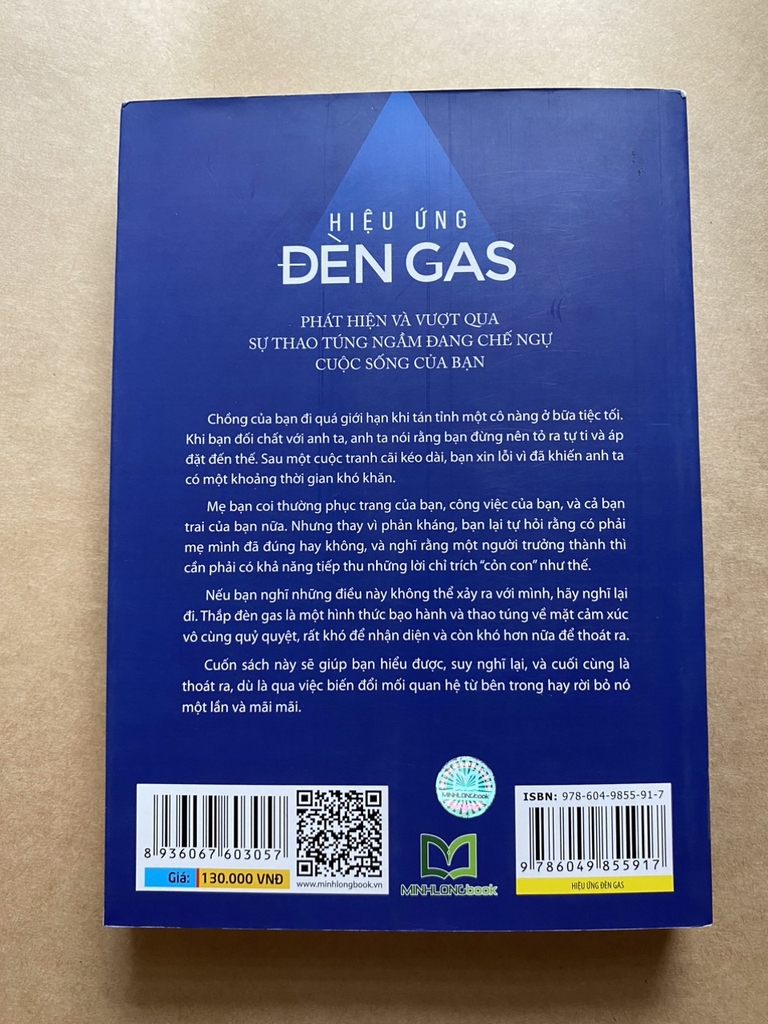 HIỆU ỨNG
ĐÈN GAS
PHÁT HIỆN VÀ VƯỢT QUA
SỰ THAO TÚNG NGẦM ĐANG CHẾ NGỰ
CUỘC SỐNG CỦA BẠN
Chồng của bạn đi quá giới hạn khi tán tỉnh một cô nàng ở bữa tiệc tối.
Khi bạn đối chất với anh ta, anh ta nói rằng bạn đừng nên tỏ ra tự ti và áp
đặt đến thế. Sau một cuộc tranh cãi kéo dài, bạn xin lỗi vì đã khiến anh ta
có một khoảng thời gian khó khăn.
Mẹ bạn coi thường phục trang của bạn, công việc của bạn, và cả bạn
trai của bạn nữa. Nhưng thay vì phản kháng, bạn lại tự hỏi rằng có phải
mẹ mình đã đúng hay không, và nghĩ rằng một người trưởng thành thì
cần phải có khả năng tiếp thu những lời chỉ trích “cỏn con” như thế.
Nếu bạn nghĩ những điều này không thể xảy ra với mình, hãy nghĩ lại
đi. Thắp đèn gas là một hình thức bạo hành và thao túng về mặt cảm xúc
vô cùng quỷ quyệt, rất khó để nhận diện và còn khó hơn nữa để thoát ra.
Cuốn sách này sẽ giúp bạn hiểu được, suy nghĩ lại, và cuối cùng là
thoát ra, dù là qua việc biến đổi mối quan hệ từ bên trong hay rời bỏ nó
một lần và mãi mãi.
8 936067 603057
Giá: 130.000 VNĐ
www.minhlongbook.vn
MINHLONGbook
MINHLONGbook
ISBN: 978-604-9855-91-7
9 786049 855917
HIỆU ỨNG ĐÈN GAS